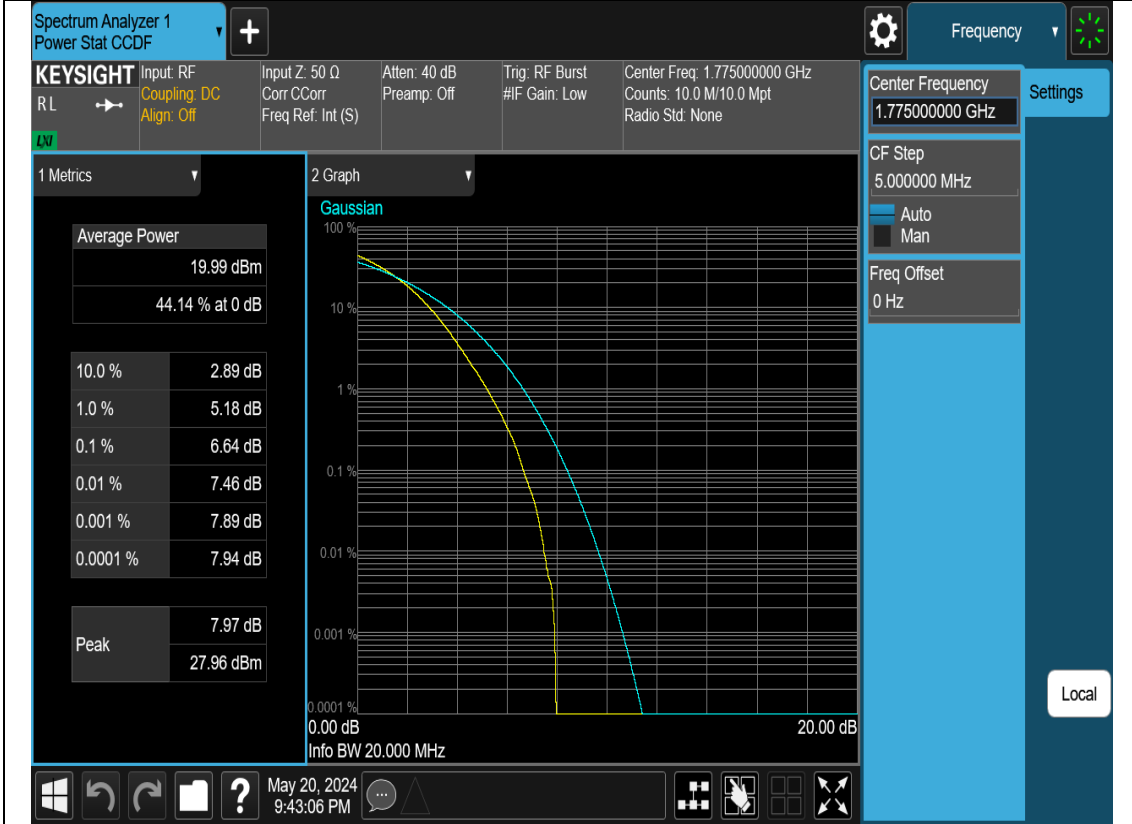 Spectrum Analyzer 1
Power Stat CCDF
Frequency
KEYSIGHT
RL
LXI
Input: RF
Coupling: DC
Align: Off
Input Z: 50 Ω
Corr CCorr
Freq Ref: Int (S)
Atten: 40 dB
Preamp: Off
Trig: RF Burst
#IF Gain: Low
Center Freq: 1.775000000 GHz
Counts: 10.0 M/10.0 Mpt
Radio Std: None
Center Frequency
1.775000000 GHz
Settings
CF Step
5.000000 MHz
Auto
Man
Freq Offset
0 Hz
1 Metrics
Average Power
19.99 dBm
44.14 % at 0 dB
10.0 % 2.89 dB
1.0 % 5.18 dB
0.1 % 6.64 dB
0.01 % 7.46 dB
0.001 % 7.89 dB
0.0001 % 7.94 dB
Peak
7.97 dB
27.96 dBm
2 Graph
Gaussian
100 %
10 %
1 %
0.1 %
0.01 %
0.001 %
0.0001 %
0.00 dB 20.00 dB
Info BW 20.000 MHz
Local
?
May 20, 2024
9:43:06 PM